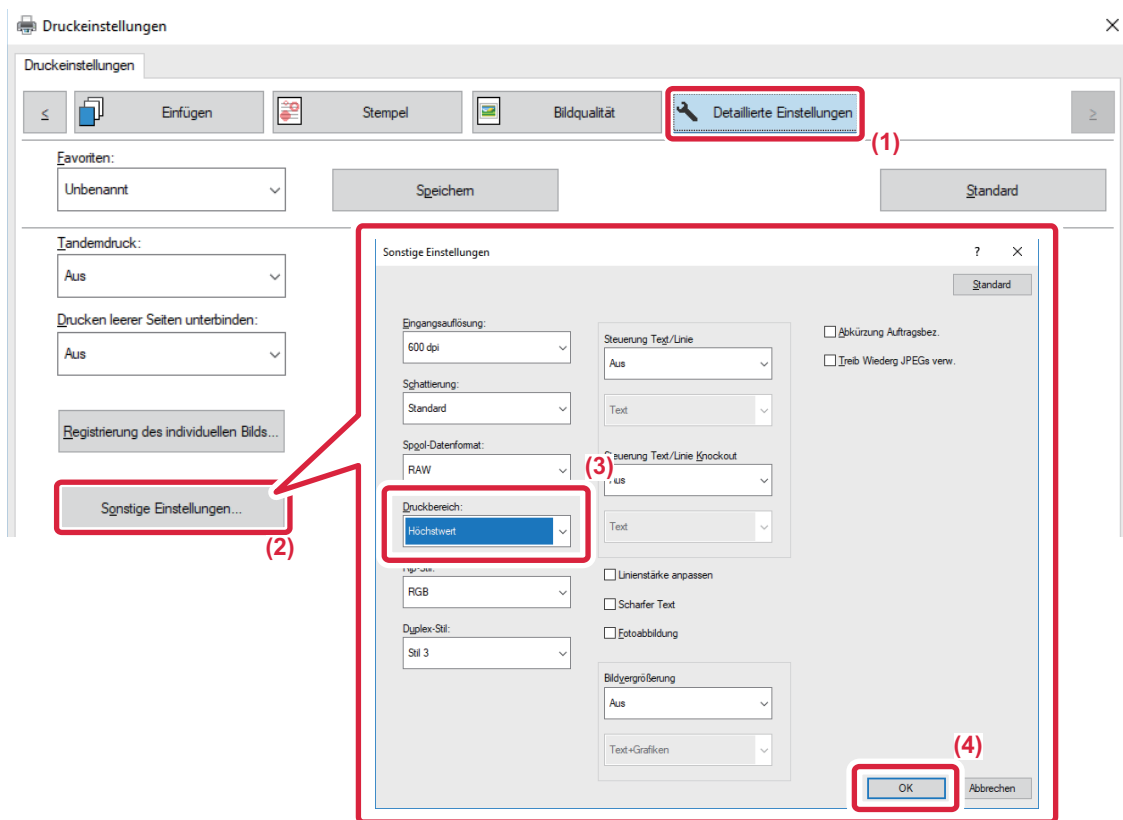 Druckeinstellungen
Druckeinstellungen
<
Einfügen
Stempel
Bildqualität
Detaillierte Einstellungen
>
(1)
Favoriten:
Unbenannt
Speichern
Standard
Tandemdruck:
Aus
Drucken leerer Seiten unterbinden:
Aus
Registrierung des individuellen Bilds...
Sonstige Einstellungen...
(2)
Sonstige Einstellungen
?
Standard
Eingangsauflösung:
600 dpi
Schattierung:
Standard
Spool-Datenformat:
RAW
(3)
Druckbereich:
Höchstwert
RGB
Duplex-Stil:
Stil 3
Steuerung Text/Linie
Aus
Text
Steuerung Text/Linie Knockout
Aus
Text
Linienstärke anpassen
Scharfer Text
Fotoabbildung
Bildvergrößerung
Aus
Text+Grafiken
Abkürzung Auftragsbez.
Treib Wiederg JPEGs verw.
(4)
OK
Abbrechen